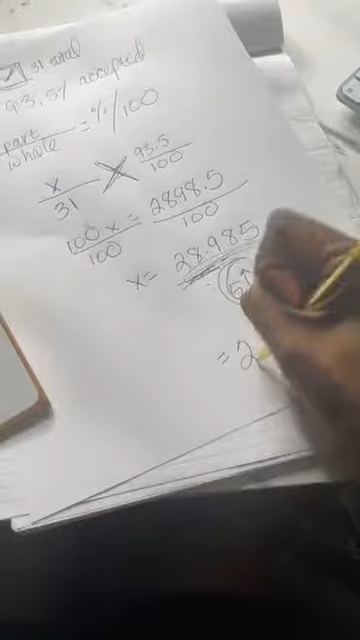 31 total
93.5% accepted
part/whole = %/100
x/31 93.5/100
100x/100 = 2898.5/100
x = 28.985
5↑
= 2